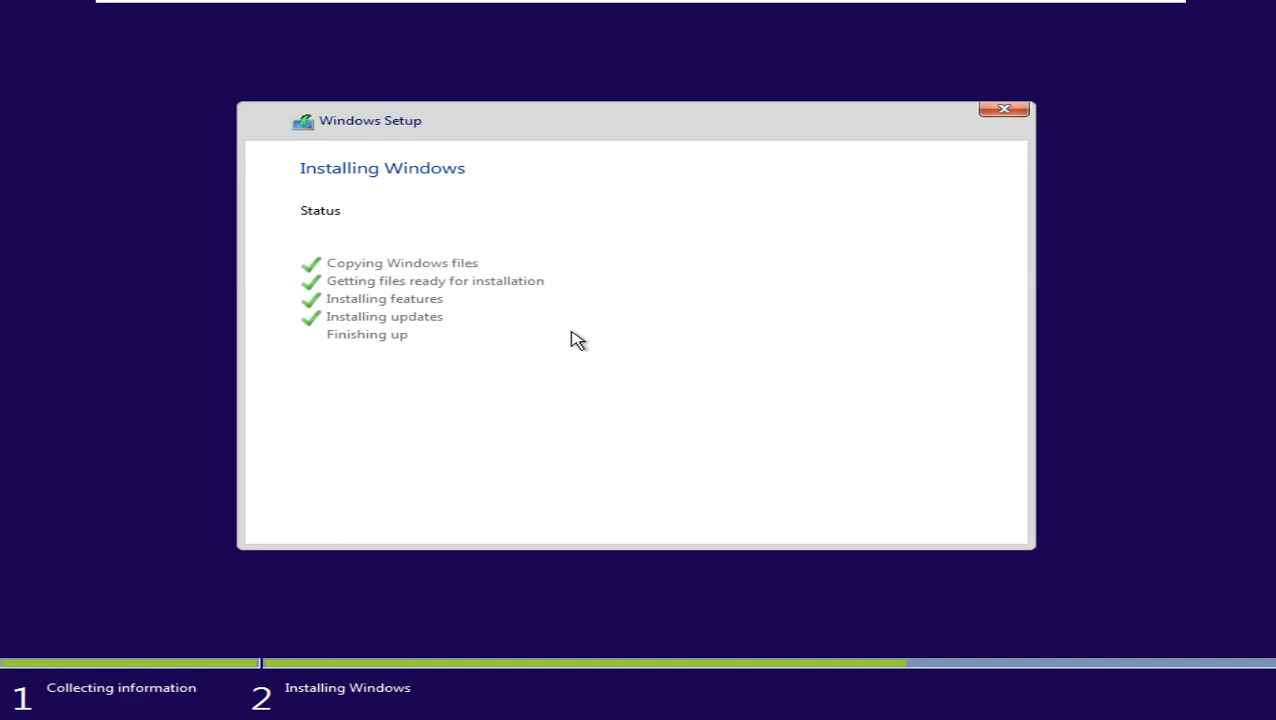 Windows Setup
Installing Windows
Status
Copying Windows files
Getting files ready for installation
Installing features
Installing updates
Finishing up
1 Collecting information
2 Installing Windows